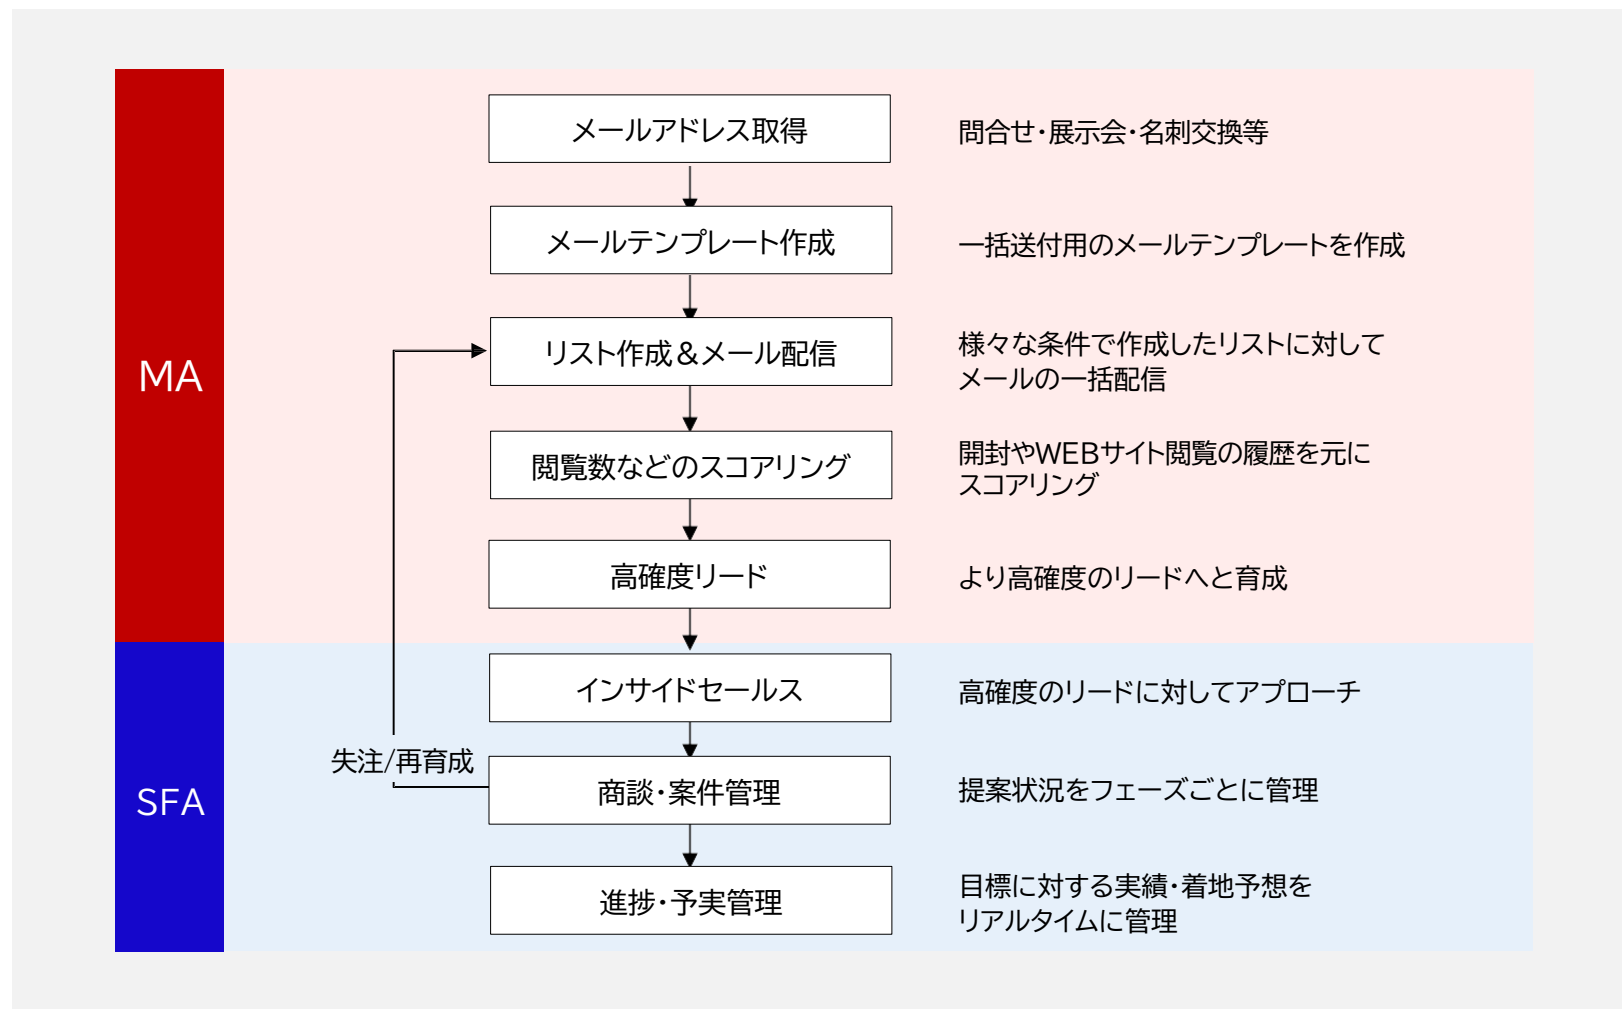 MA
メールアドレス取得
問合せ・展示会・名刺交換等
メールテンプレート作成
一括送付用のメールテンプレートを作成
リスト作成＆メール配信
様々な条件で作成したリストに対して
メールの一括配信
閲覧数などのスコアリング
開封やWEBサイト閲覧の履歴を元に
スコアリング
高確度リード
より高確度のリードへと育成
SFA
インサイドセールス
高確度のリードに対してアプローチ
失注/再育成
商談・案件管理
提案状況をフェーズごとに管理
進捗・予実管理
目標に対する実績・着地予想を
リアルタイムに管理